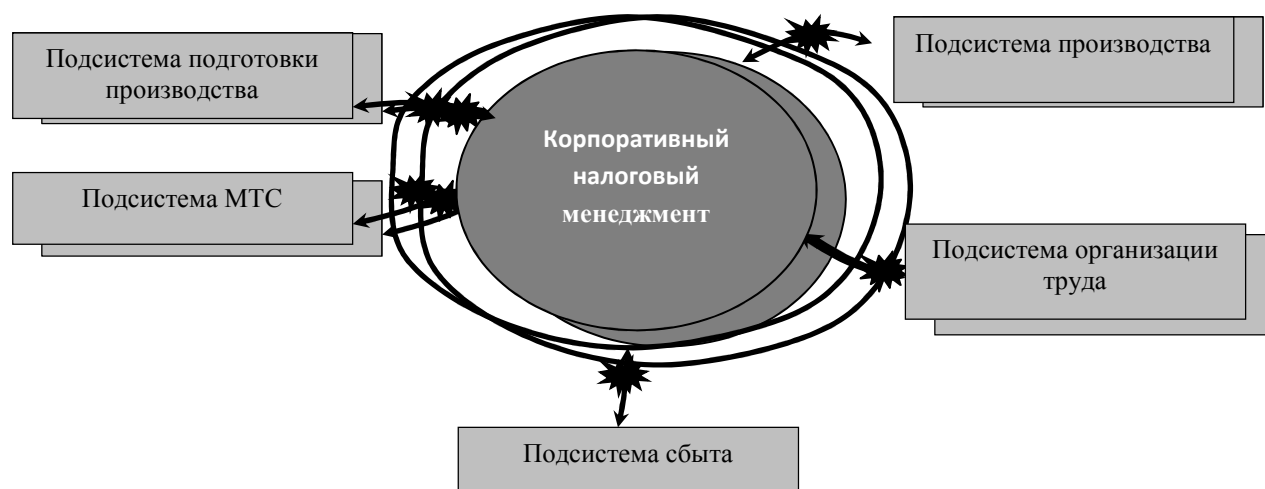 Подсистема подготовки
производства
Подсистема производства
Корпоративный
налоговый
менеджмент
Подсистема МТС
Подсистема организации
труда
Подсистема сбыта